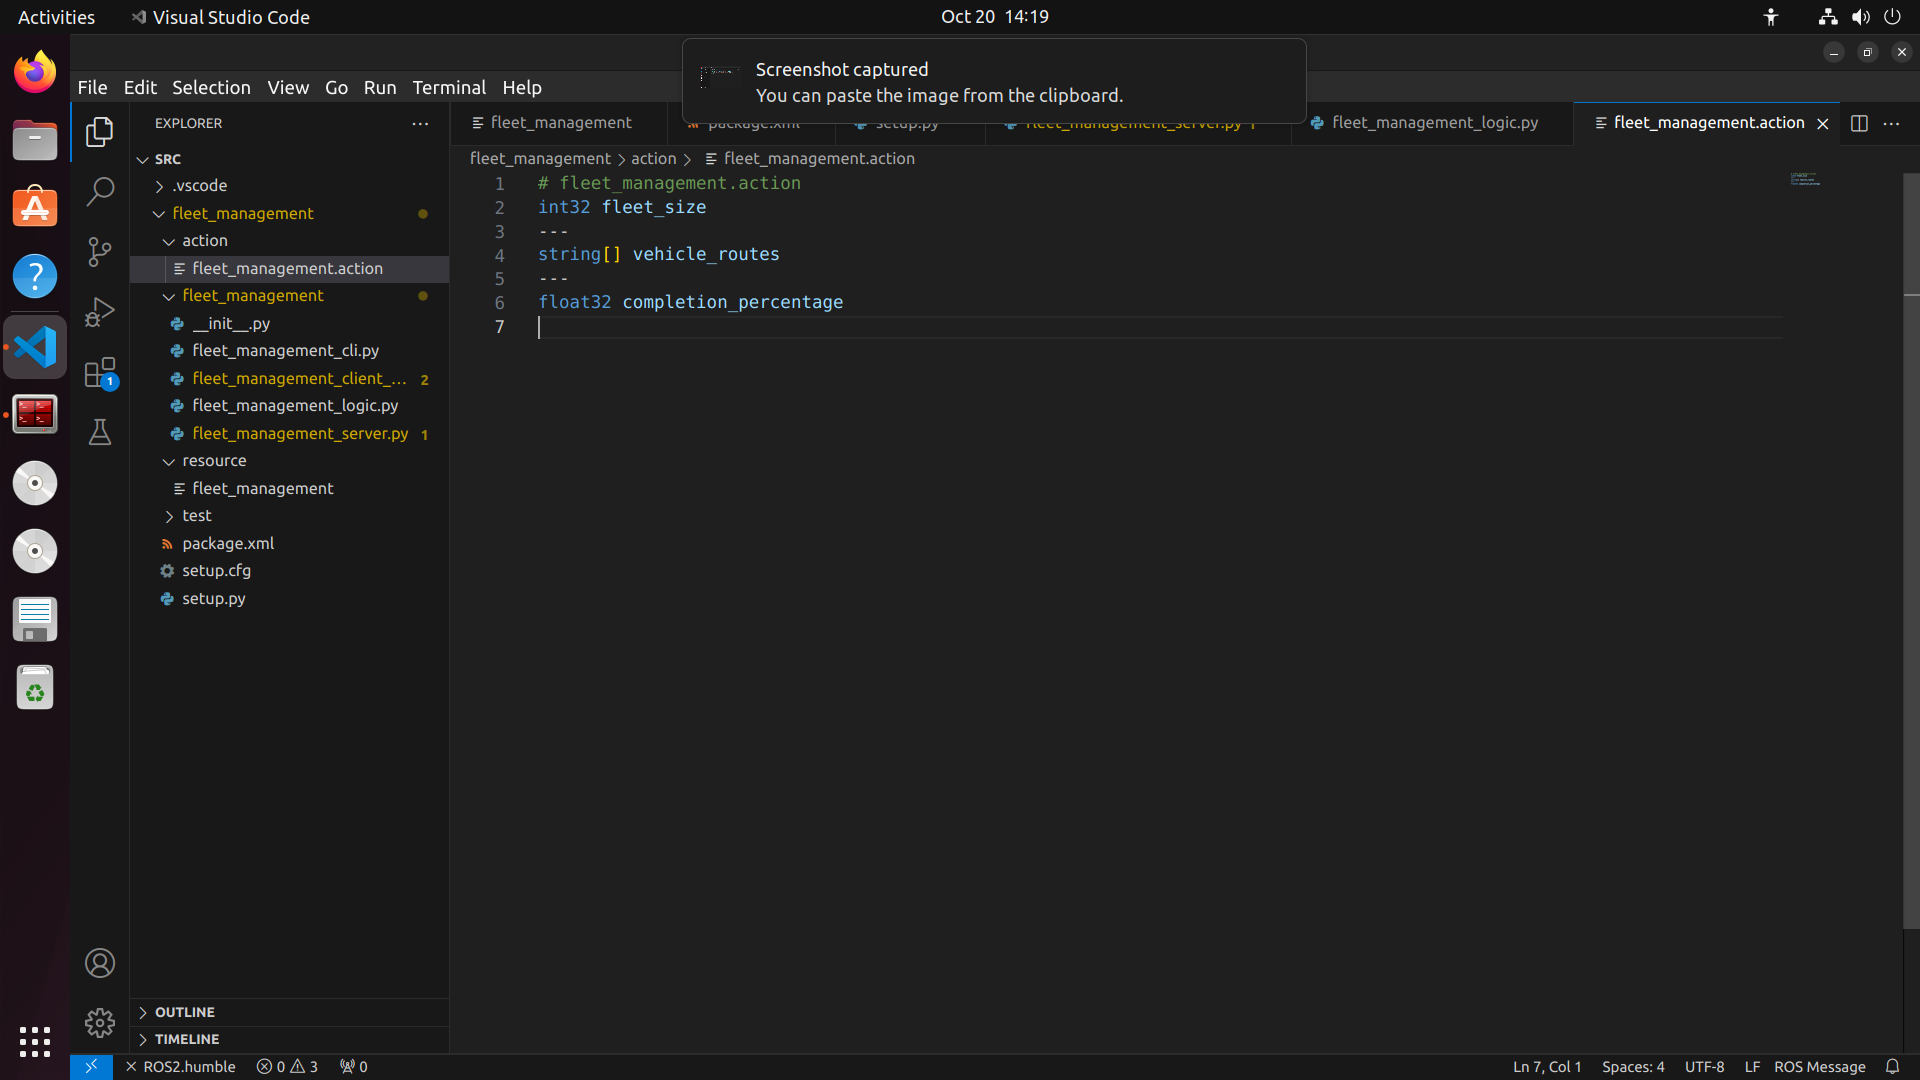 Activities
Visual Studio Code
Oct 20 14:19
Screenshot captured
You can paste the image from the clipboard.
File Edit Selection View Go Run Terminal Help
EXPLORER
fleet_management
package.xml
setup.py
fleet_management_server.py 1
fleet_management_logic.py
fleet_management.action
SRC
.vscode
fleet_management
action
fleet_management.action
fleet_management
__init__.py
fleet_management_cli.py
fleet_management_client_... 2
fleet_management_logic.py
fleet_management_server.py 1
resource
fleet_management
test
package.xml
setup.cfg
setup.py
OUTLINE
TIMELINE
1
fleet_management > action > fleet_management.action
1 # fleet_management.action
2 int32 fleet_size
3 ---
4 string[] vehicle_routes
5 ---
6 float32 completion_percentage
7
ROS2.humble 0 3 0
Ln 7, Col 1 Spaces: 4 UTF-8 LF ROS Message